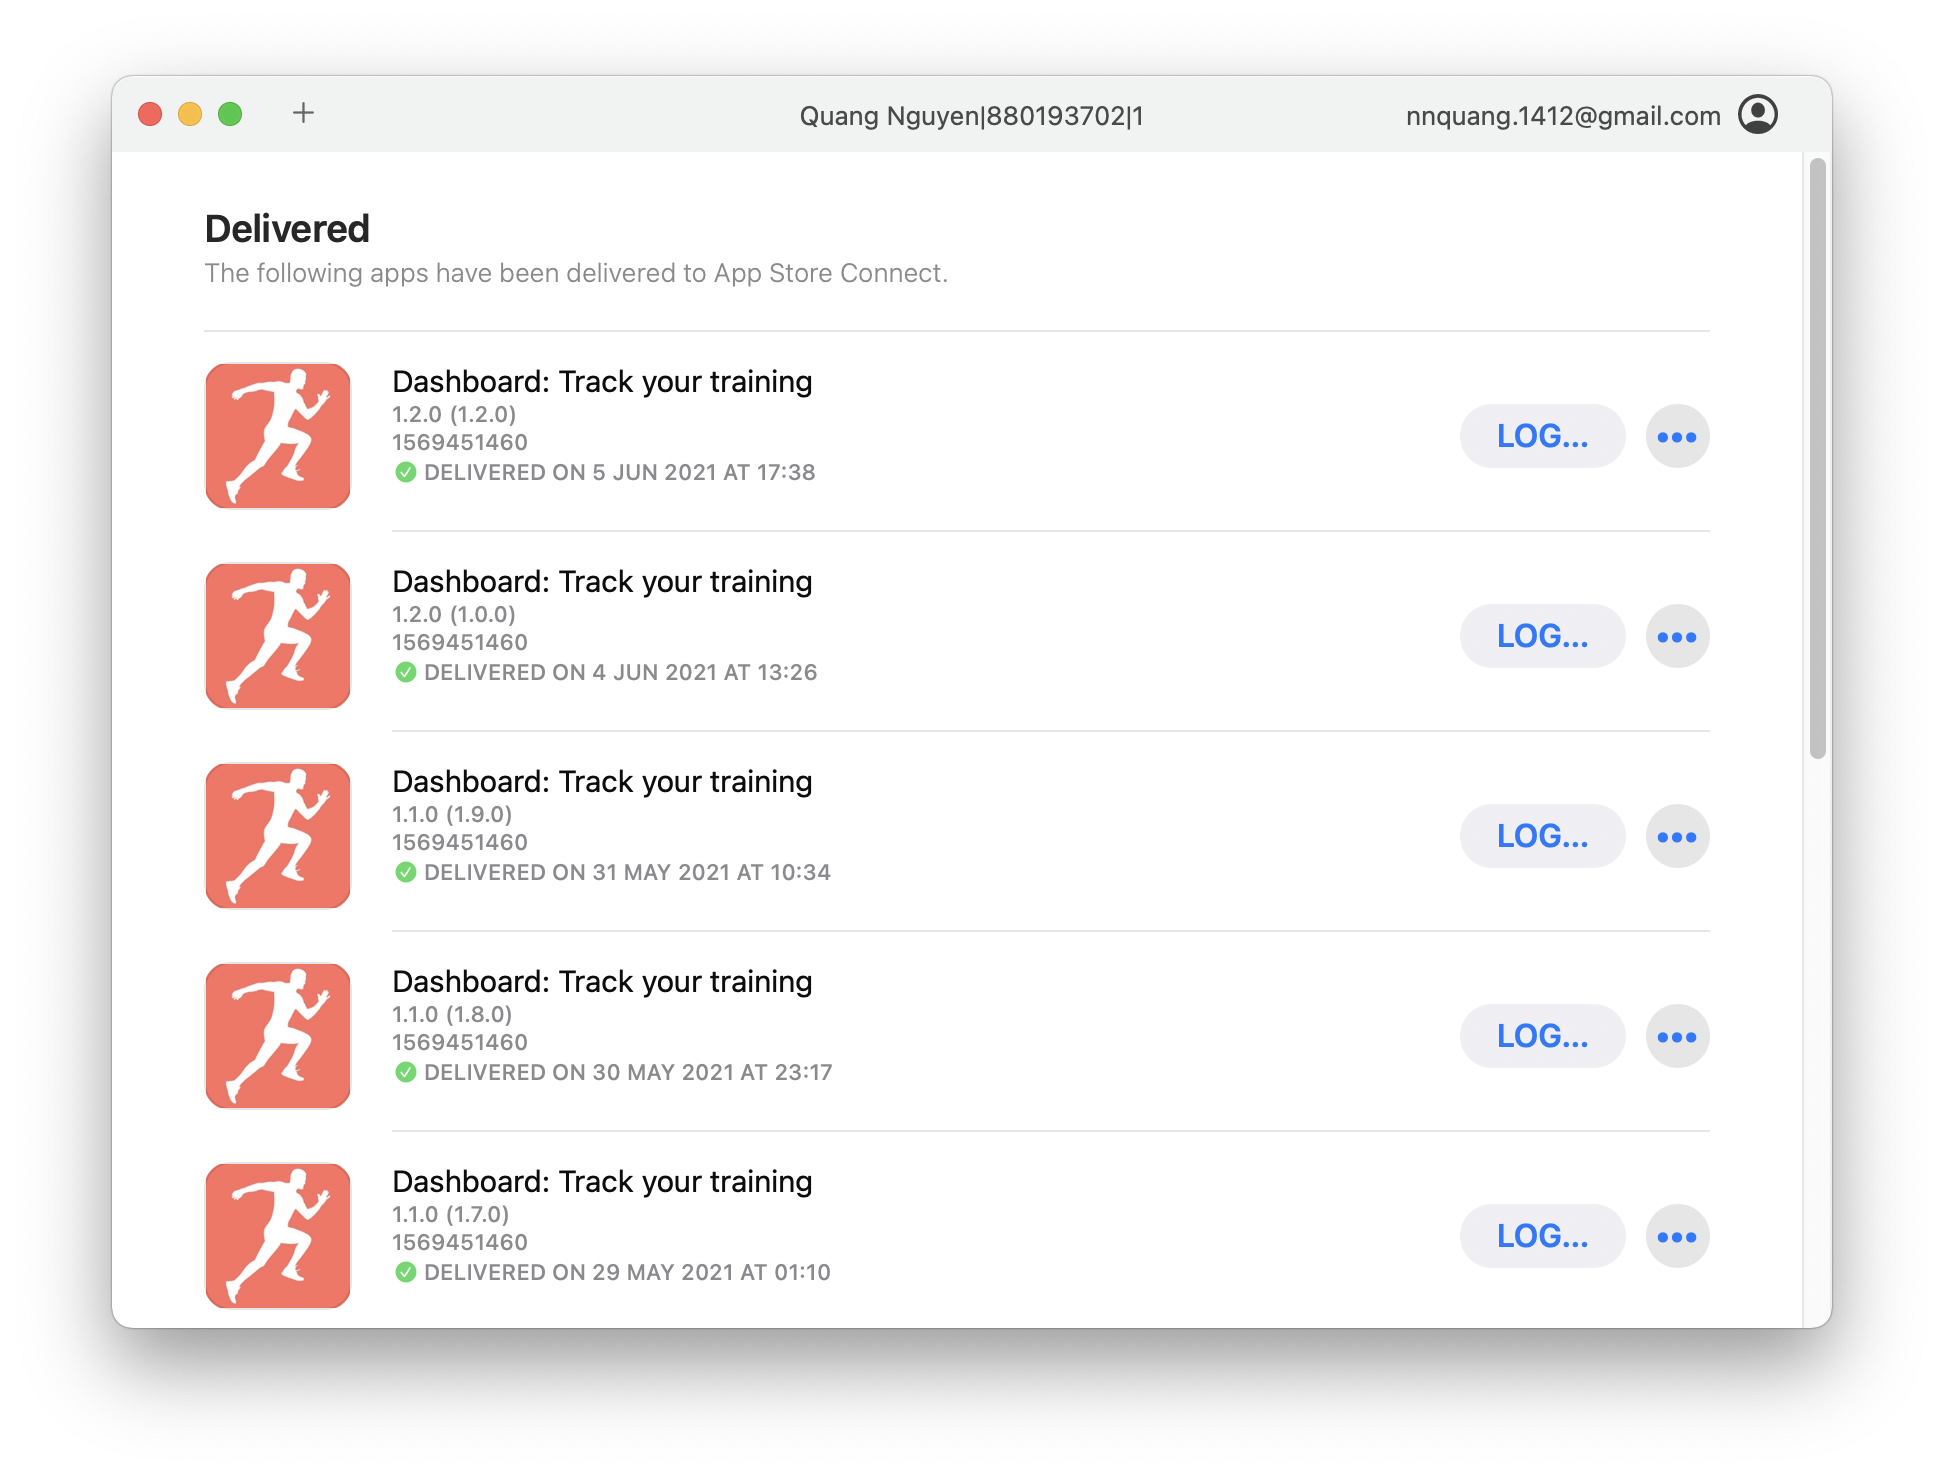 +
Quang Nguyen|880193702|1
nnquang.1412@gmail.com
Delivered
The following apps have been delivered to App Store Connect.
Dashboard: Track your training
1.2.0 (1.2.0)
1569451460
DELIVERED ON 5 JUN 2021 AT 17:38
LOG...
Dashboard: Track your training
1.2.0 (1.0.0)
1569451460
DELIVERED ON 4 JUN 2021 AT 13:26
LOG...
Dashboard: Track your training
1.1.0 (1.9.0)
1569451460
DELIVERED ON 31 MAY 2021 AT 10:34
LOG...
Dashboard: Track your training
1.1.0 (1.8.0)
1569451460
DELIVERED ON 30 MAY 2021 AT 23:17
LOG...
Dashboard: Track your training
1.1.0 (1.7.0)
1569451460
DELIVERED ON 29 MAY 2021 AT 01:10
LOG...